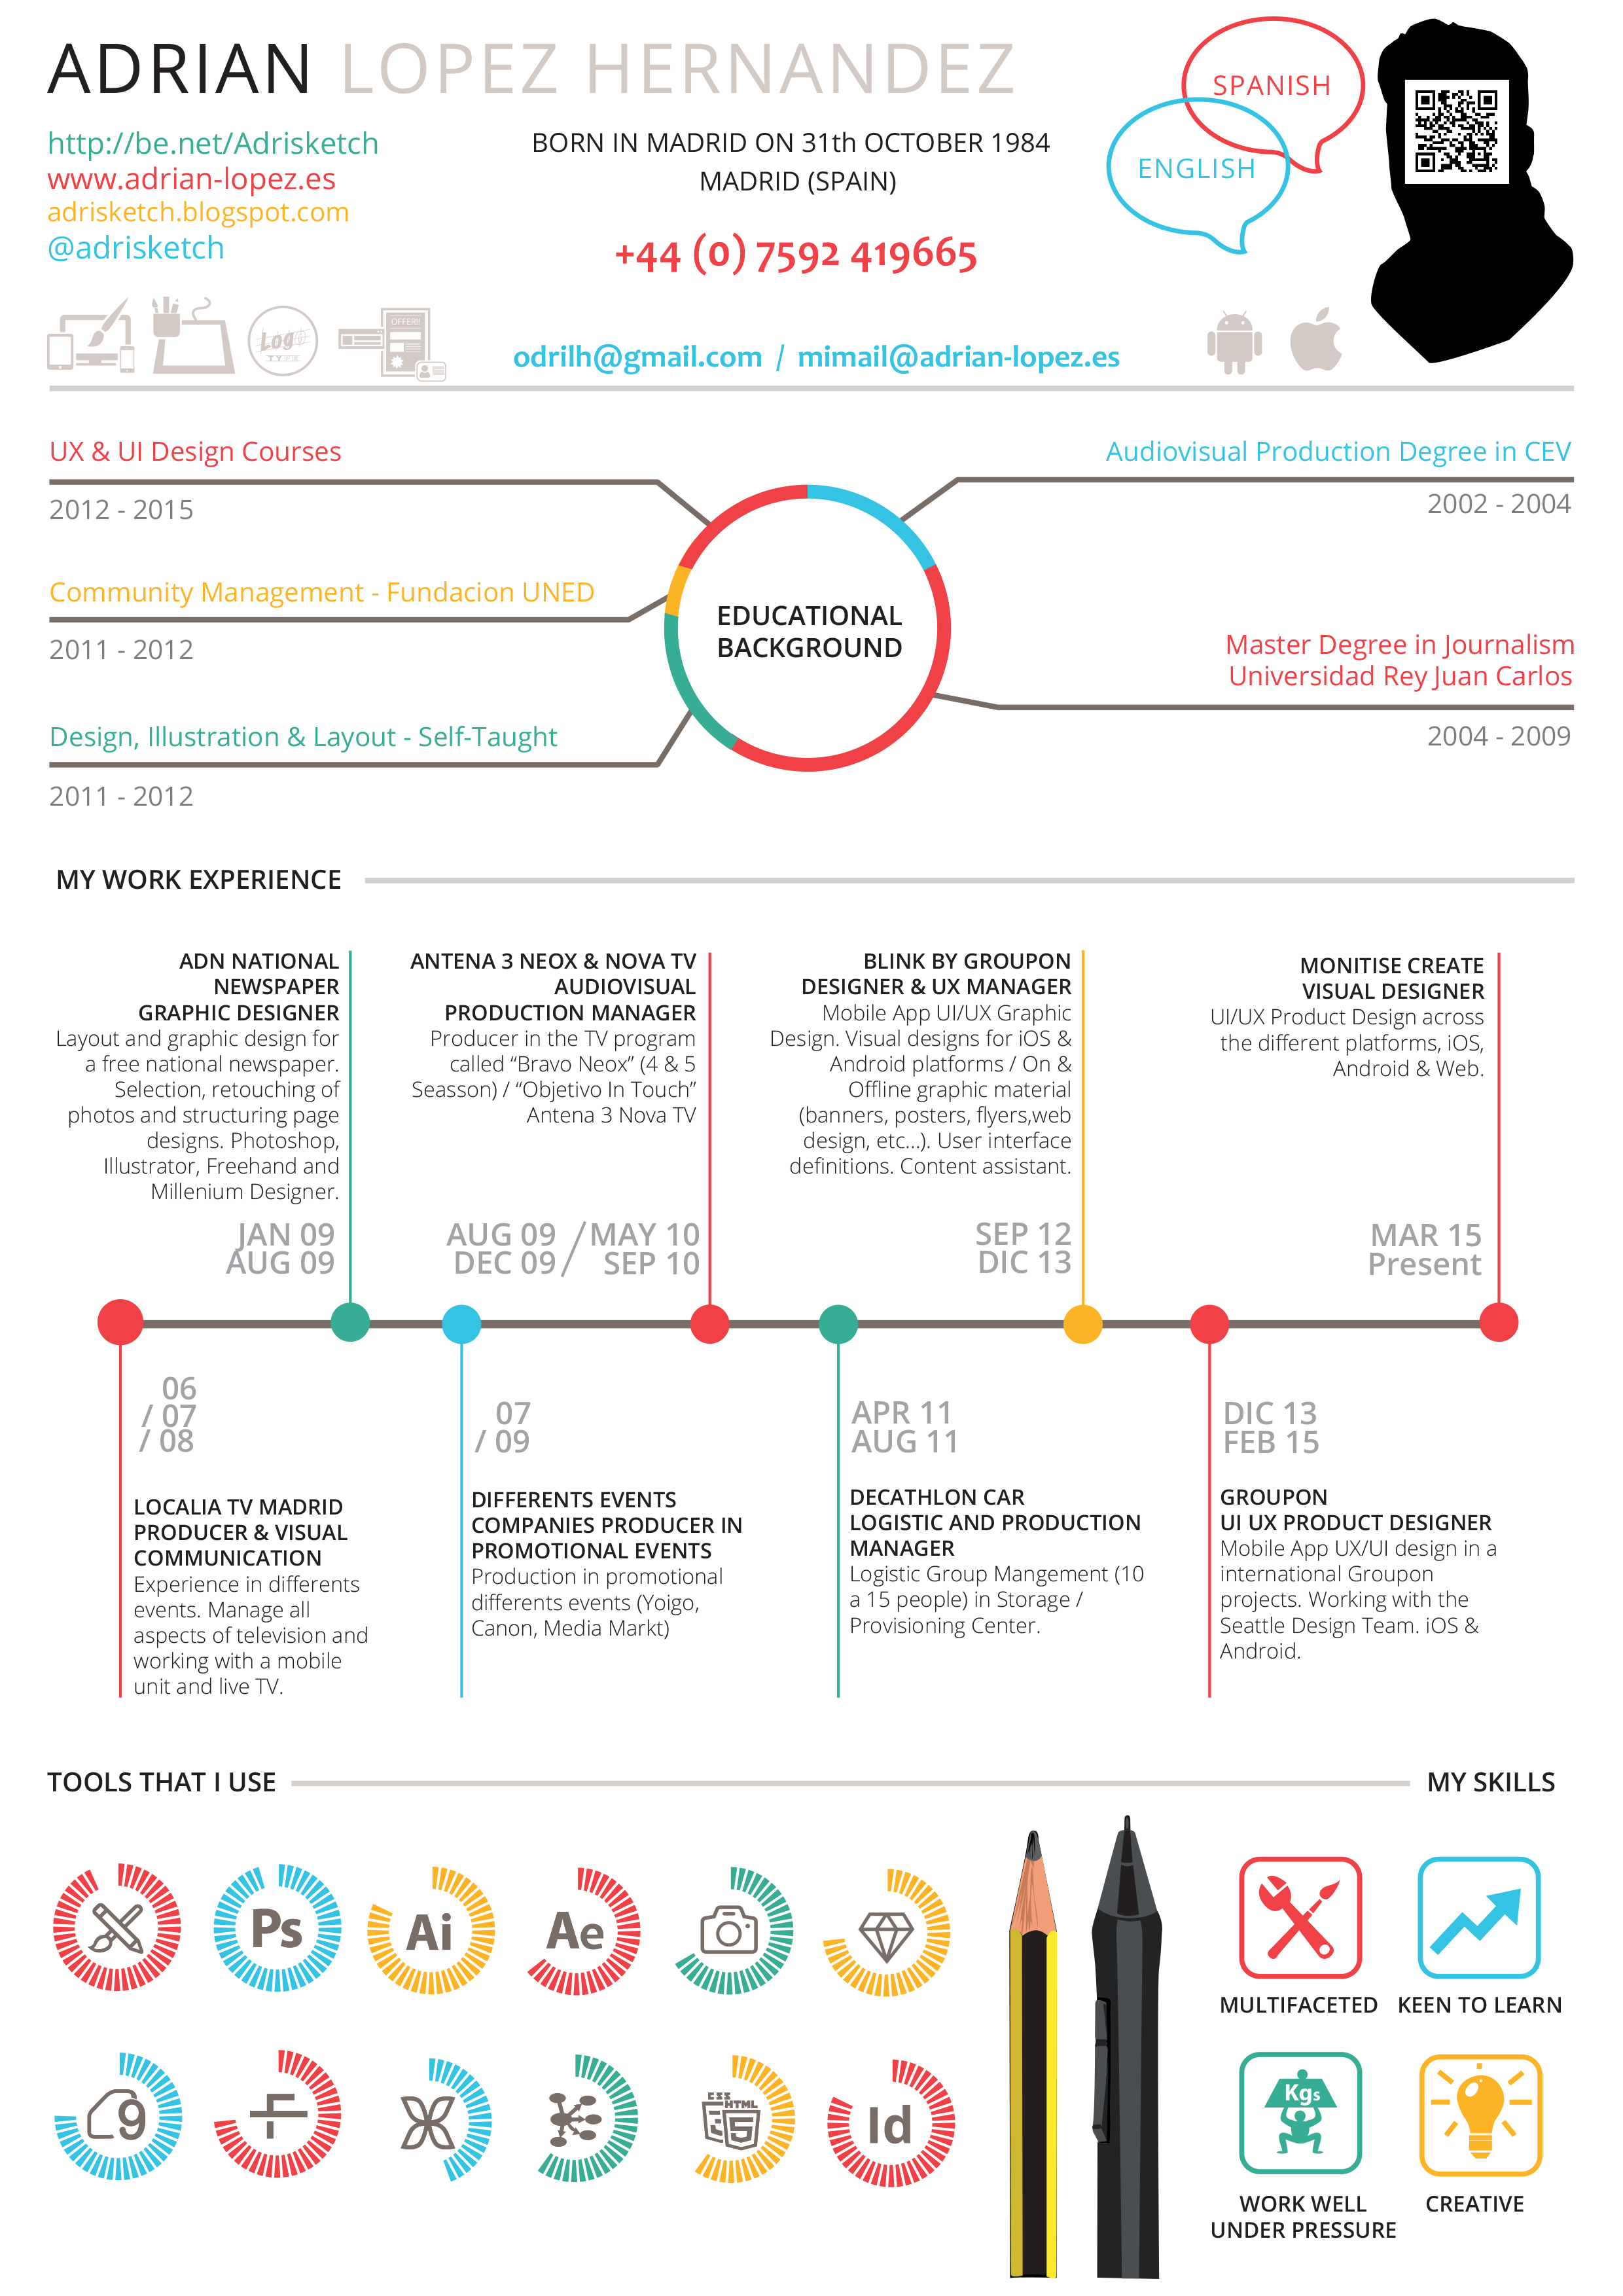 ADRIAN LOPEZ HERNANDEZ
http://be.net/Adrisketch
www.adrian-lopez.es
adrisketch.blogspot.com
@adrisketch
BORN IN MADRID ON 31th OCTOBER 1984
MADRID (SPAIN)
+44 (0) 7592 419665
odrilh@gmail.com / mimail@adrian-lopez.es
SPANISH
ENGLISH
Logo
TYPE
OFFER!!
UX & UI Design Courses
2012 - 2015
Community Management - Fundacion UNED
2011 - 2012
Design, Illustration & Layout - Self-Taught
2011 - 2012
EDUCATIONAL
BACKGROUND
Audiovisual Production Degree in CEV
2002 - 2004
Master Degree in Journalism
Universidad Rey Juan Carlos
2004 - 2009
MY WORK EXPERIENCE
ADN NATIONAL
NEWSPAPER
GRAPHIC DESIGNER
Layout and graphic design for
a free national newspaper.
Selection, retouching of
photos and structuring page
designs. Photoshop,
Illustrator, Freehand and
Millenium Designer.
JAN 09
AUG 09
ANTENA 3 NEOX & NOVA TV
AUDIOVISUAL
PRODUCTION MANAGER
Producer in the TV program
called “Bravo Neox” (4 & 5
Seasson) / “Objetivo In Touch”
Antena 3 Nova TV
AUG 09 / MAY 10
DEC 09 / SEP 10
BLINK BY GROUPON
DESIGNER & UX MANAGER
Mobile App UI/UX Graphic
Design. Visual designs for iOS &
Android platforms / On &
Offline graphic material
(banners, posters, flyers,web
design, etc...). User interface
definitions. Content assistant.
SEP 12
DIC 13
MONITISE CREATE
VISUAL DESIGNER
UI/UX Product Design across
the different platforms, iOS,
Android & Web.
MAR 15
Present
06
/ 07
/ 08
LOCALIA TV MADRID
PRODUCER & VISUAL
COMMUNICATION
Experience in differents
events. Manage all
aspects of television and
working with a mobile
unit and live TV.
07
/ 09
DIFFERENTS EVENTS
COMPANIES PRODUCER IN
PROMOTIONAL EVENTS
Production in promotional
differents events (Yoigo,
Canon, Media Markt)
APR 11
AUG 11
DECATHLON CAR
LOGISTIC AND PRODUCTION
MANAGER
Logistic Group Mangement (10
a 15 people) in Storage /
Provisioning Center.
DIC 13
FEB 15
GROUPON
UI UX PRODUCT DESIGNER
Mobile App UX/UI design in a
international Groupon
projects. Working with the
Seattle Design Team. iOS &
Android.
TOOLS THAT I USE
MY SKILLS
Ps
Ai
Ae
9
F
CSS
HTML
Id
MULTIFACETED
KEEN TO LEARN
Kgs
WORK WELL
UNDER PRESSURE
CREATIVE